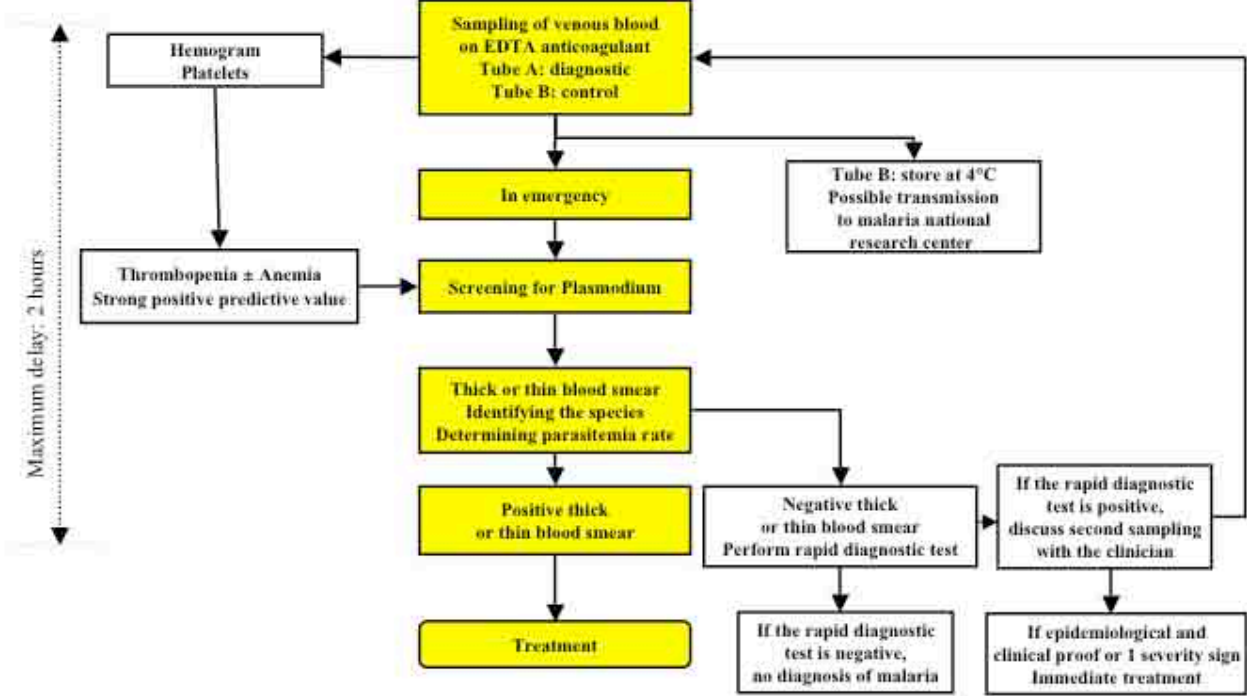 Sampling of venous blood
on EDTA anticoagulant
Tube A: diagnostic
Tube B: control
Hemogram
Platelets
Tube B: store at 4°C
Possible transmission
to malaria national
research center
In emergency
Thrombopenia ± Anemia
Strong positive predictive value
Screening for Plasmodium
Maximum delay: 2 hours
Thick or thin blood smear
Identifying the species
Determining parasitemia rate
Positive thick
or thin blood smear
Negative thick
or thin blood smear
Perform rapid diagnostic test
If the rapid diagnostic
test is positive,
discuss second sampling
with the clinician
Treatment
If the rapid diagnostic
test is negative,
no diagnosis of malaria
If epidemiological and
clinical proof or 1 severity sign
Immediate treatment